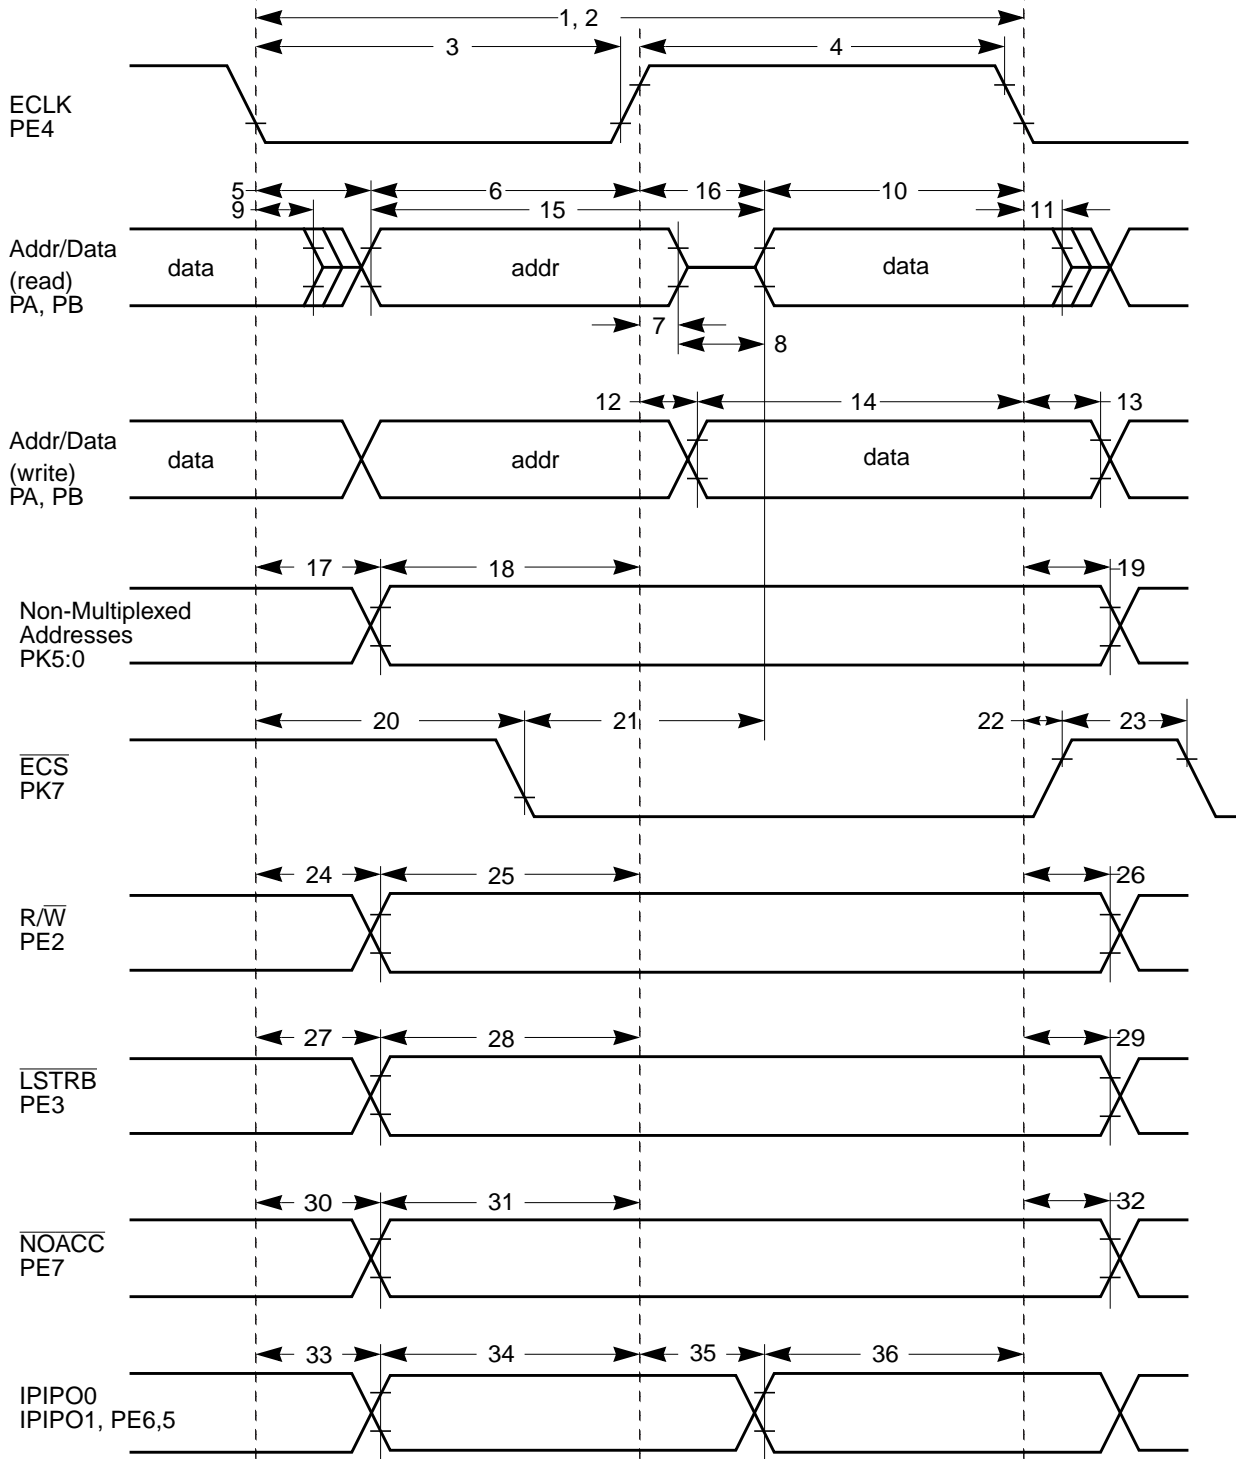 1, 2
3
4
ECLK
PE4
5
6
16
10
9
15
11
Addr/Data
(read)
PA, PB
data
addr
data
7
8
12
14
13
Addr/Data
(write)
PA, PB
data
addr
data
17
18
19
Non-Multiplexed
Addresses
PK5:0
20
21
22
23
ECS
PK7
24
25
26
R/W
PE2
27
28
29
LSTRB
PE3
30
31
32
NOACC
PE7
33
34
35
36
IPIPO0
IPIPO1, PE6,5